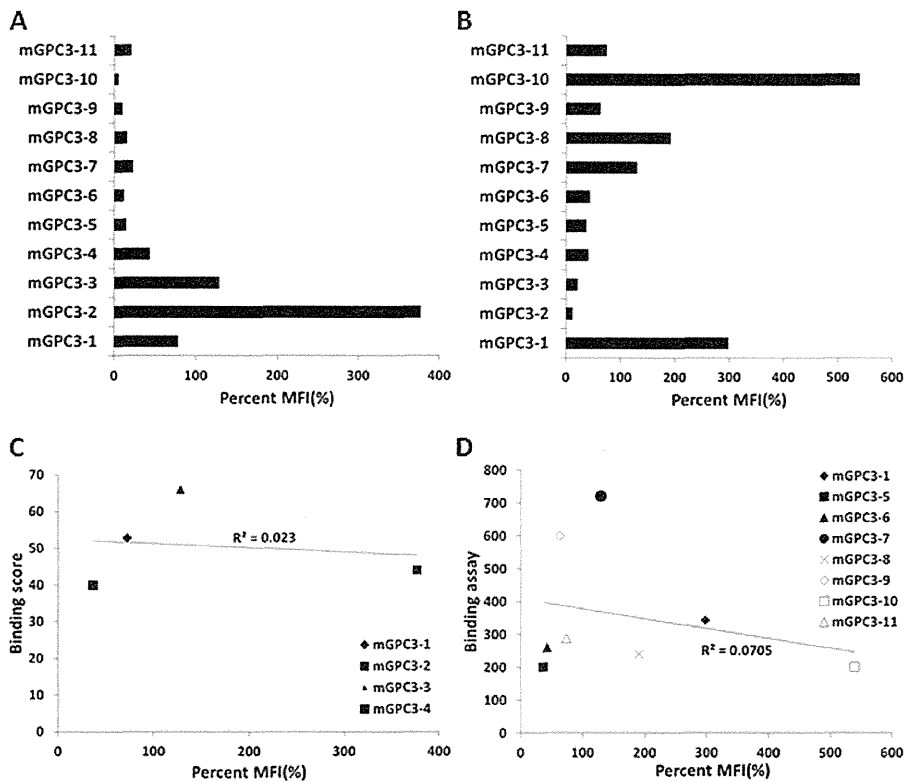 A
mGPC3-11
mGPC3-10
mGPC3-9
mGPC3-8
mGPC3-7
mGPC3-6
mGPC3-5
mGPC3-4
mGPC3-3
mGPC3-2
mGPC3-1
0 100 200 300 400
Percent MFI(%)
B
mGPC3-11
mGPC3-10
mGPC3-9
mGPC3-8
mGPC3-7
mGPC3-6
mGPC3-5
mGPC3-4
mGPC3-3
mGPC3-2
mGPC3-1
0 100 200 300 400 500 600
Percent MFI(%)
C
Binding score
70
60
50
40
30
20
10
0
R² = 0.023
mGPC3-1
mGPC3-2
mGPC3-3
mGPC3-4
0 100 200 300 400
Percent MFI(%)
D
Binding assay
800
700
600
500
400
300
200
100
0
R² = 0.0705
mGPC3-1
mGPC3-5
mGPC3-6
mGPC3-7
mGPC3-8
mGPC3-9
mGPC3-10
mGPC3-11
0 100 200 300 400 500 600
Percent MFI(%)